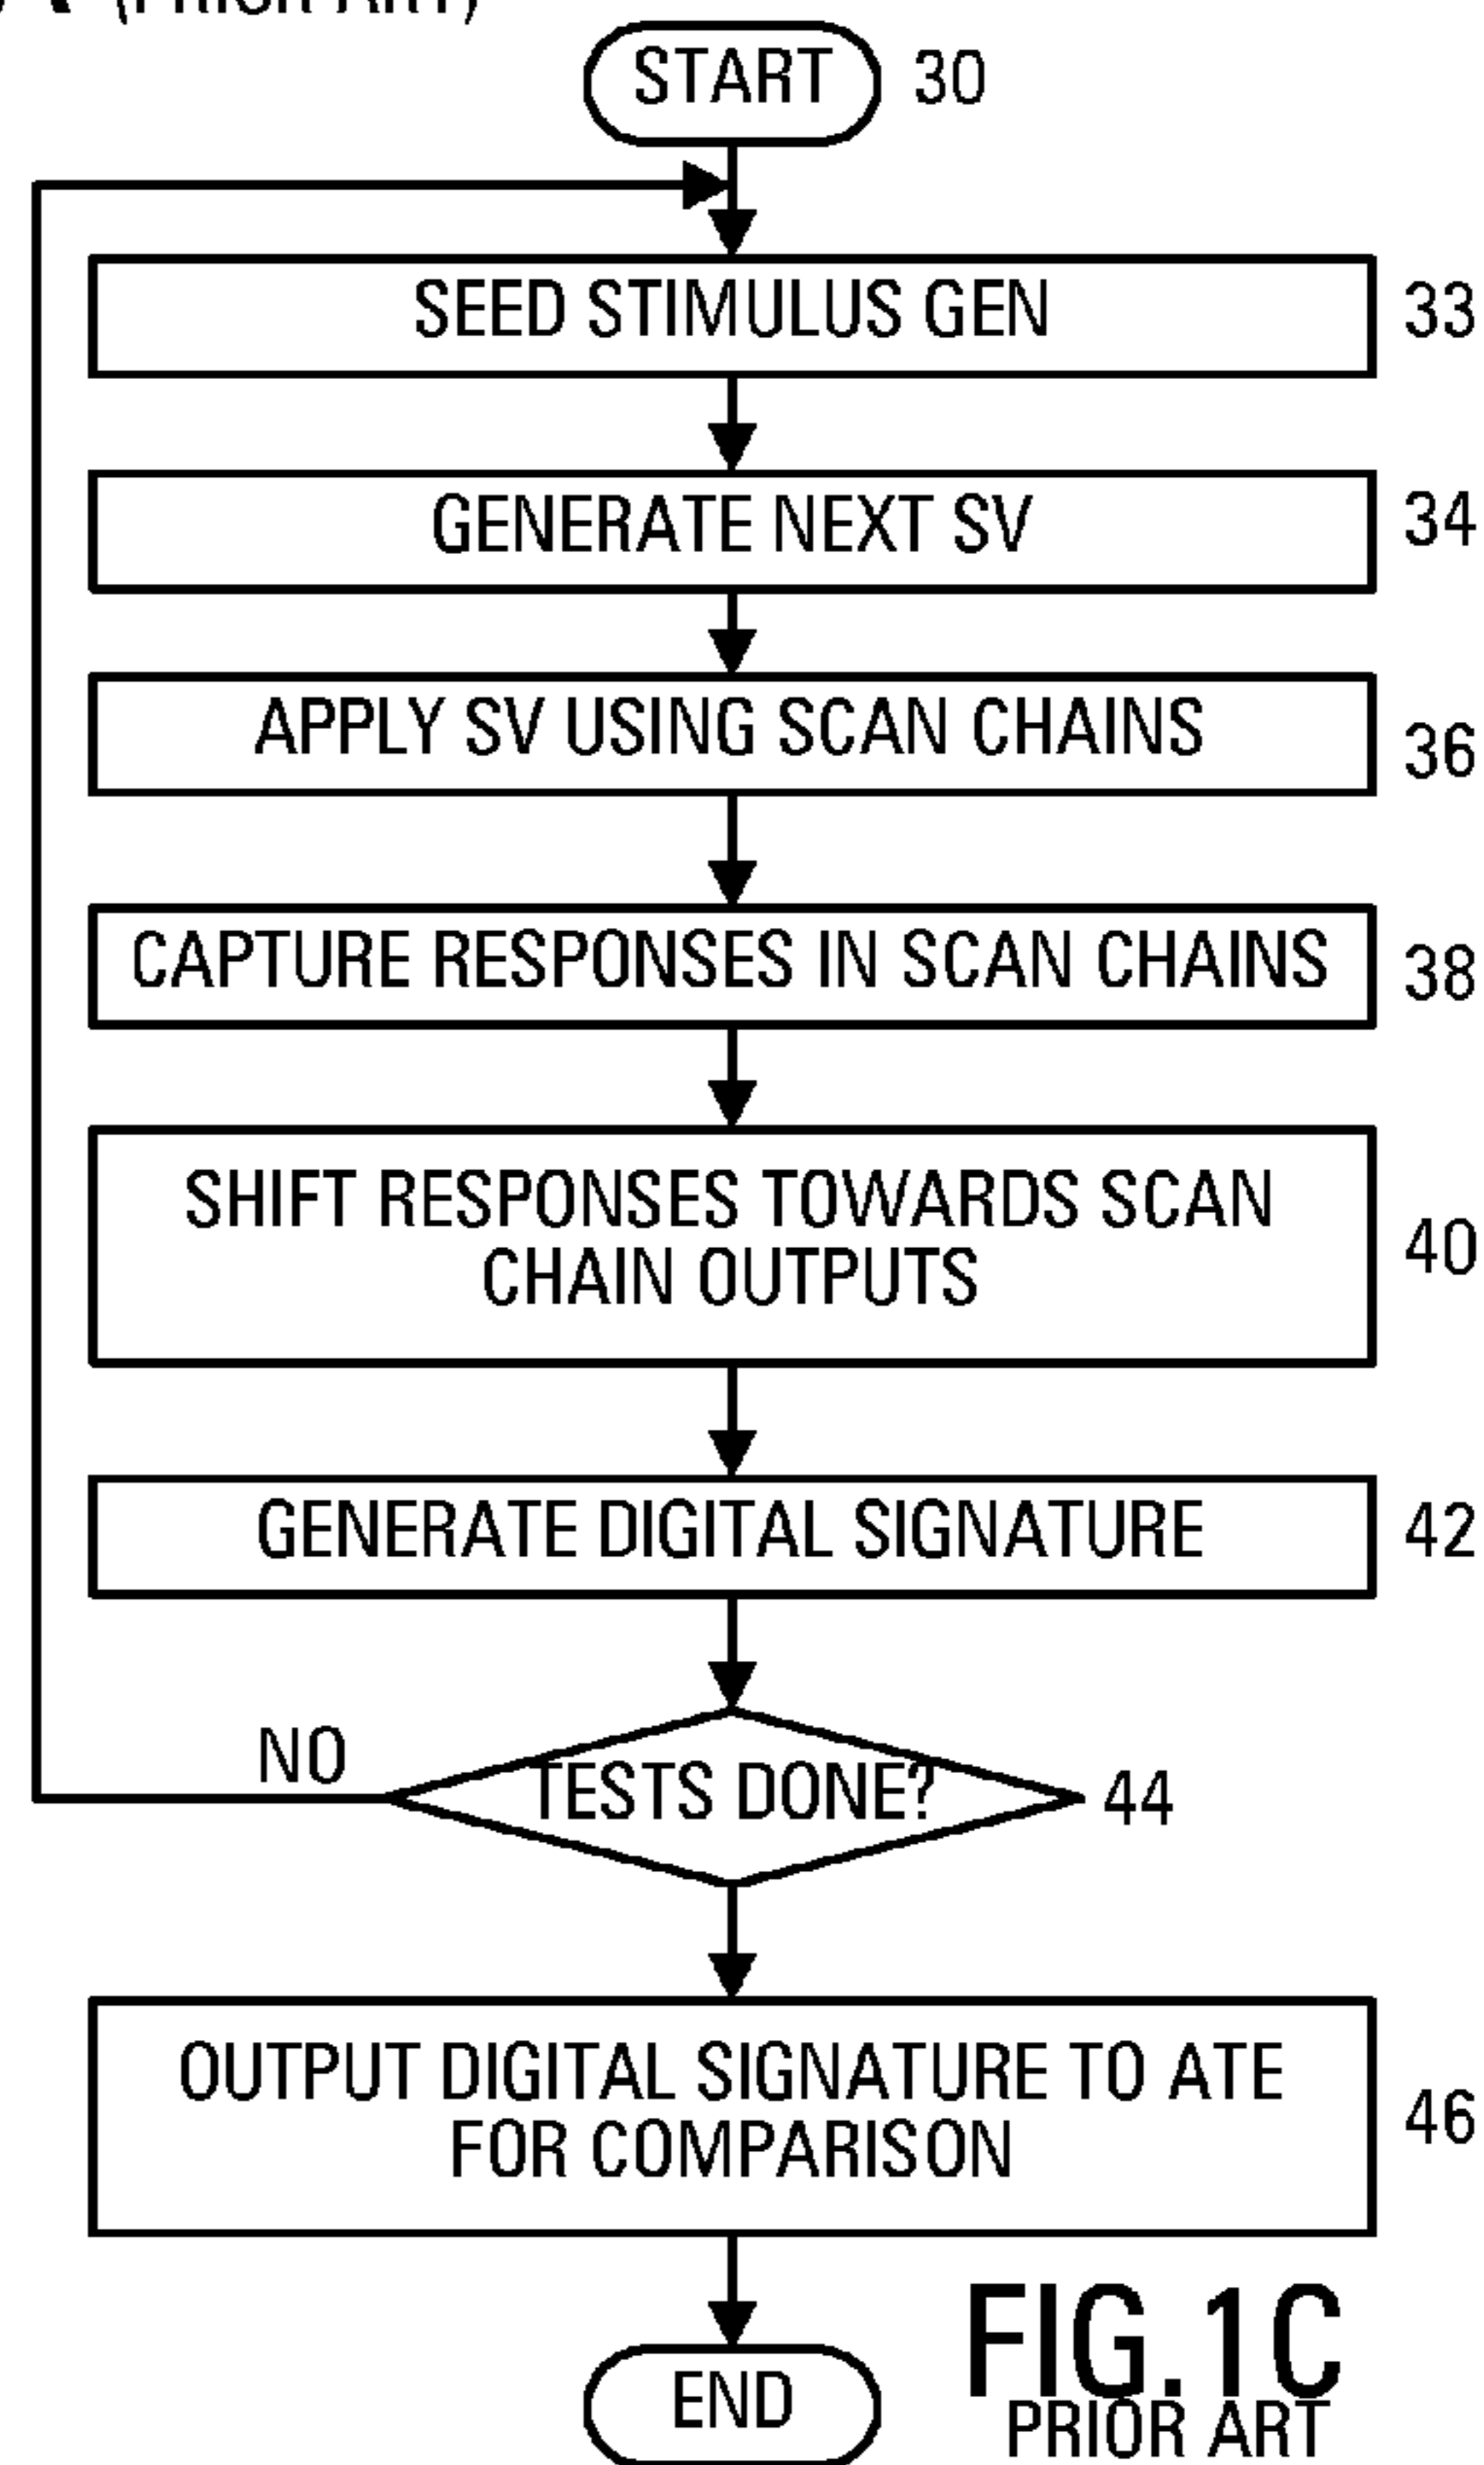 (PRIOR ART)
START 30
SEED STIMULUS GEN 33
GENERATE NEXT SV 34
APPLY SV USING SCAN CHAINS 36
CAPTURE RESPONSES IN SCAN CHAINS 38
SHIFT RESPONSES TOWARDS SCAN
CHAIN OUTPUTS 40
GENERATE DIGITAL SIGNATURE 42
NO
TESTS DONE? 44
OUTPUT DIGITAL SIGNATURE TO ATE
FOR COMPARISON 46
END
FIG.1C
PRIOR ART